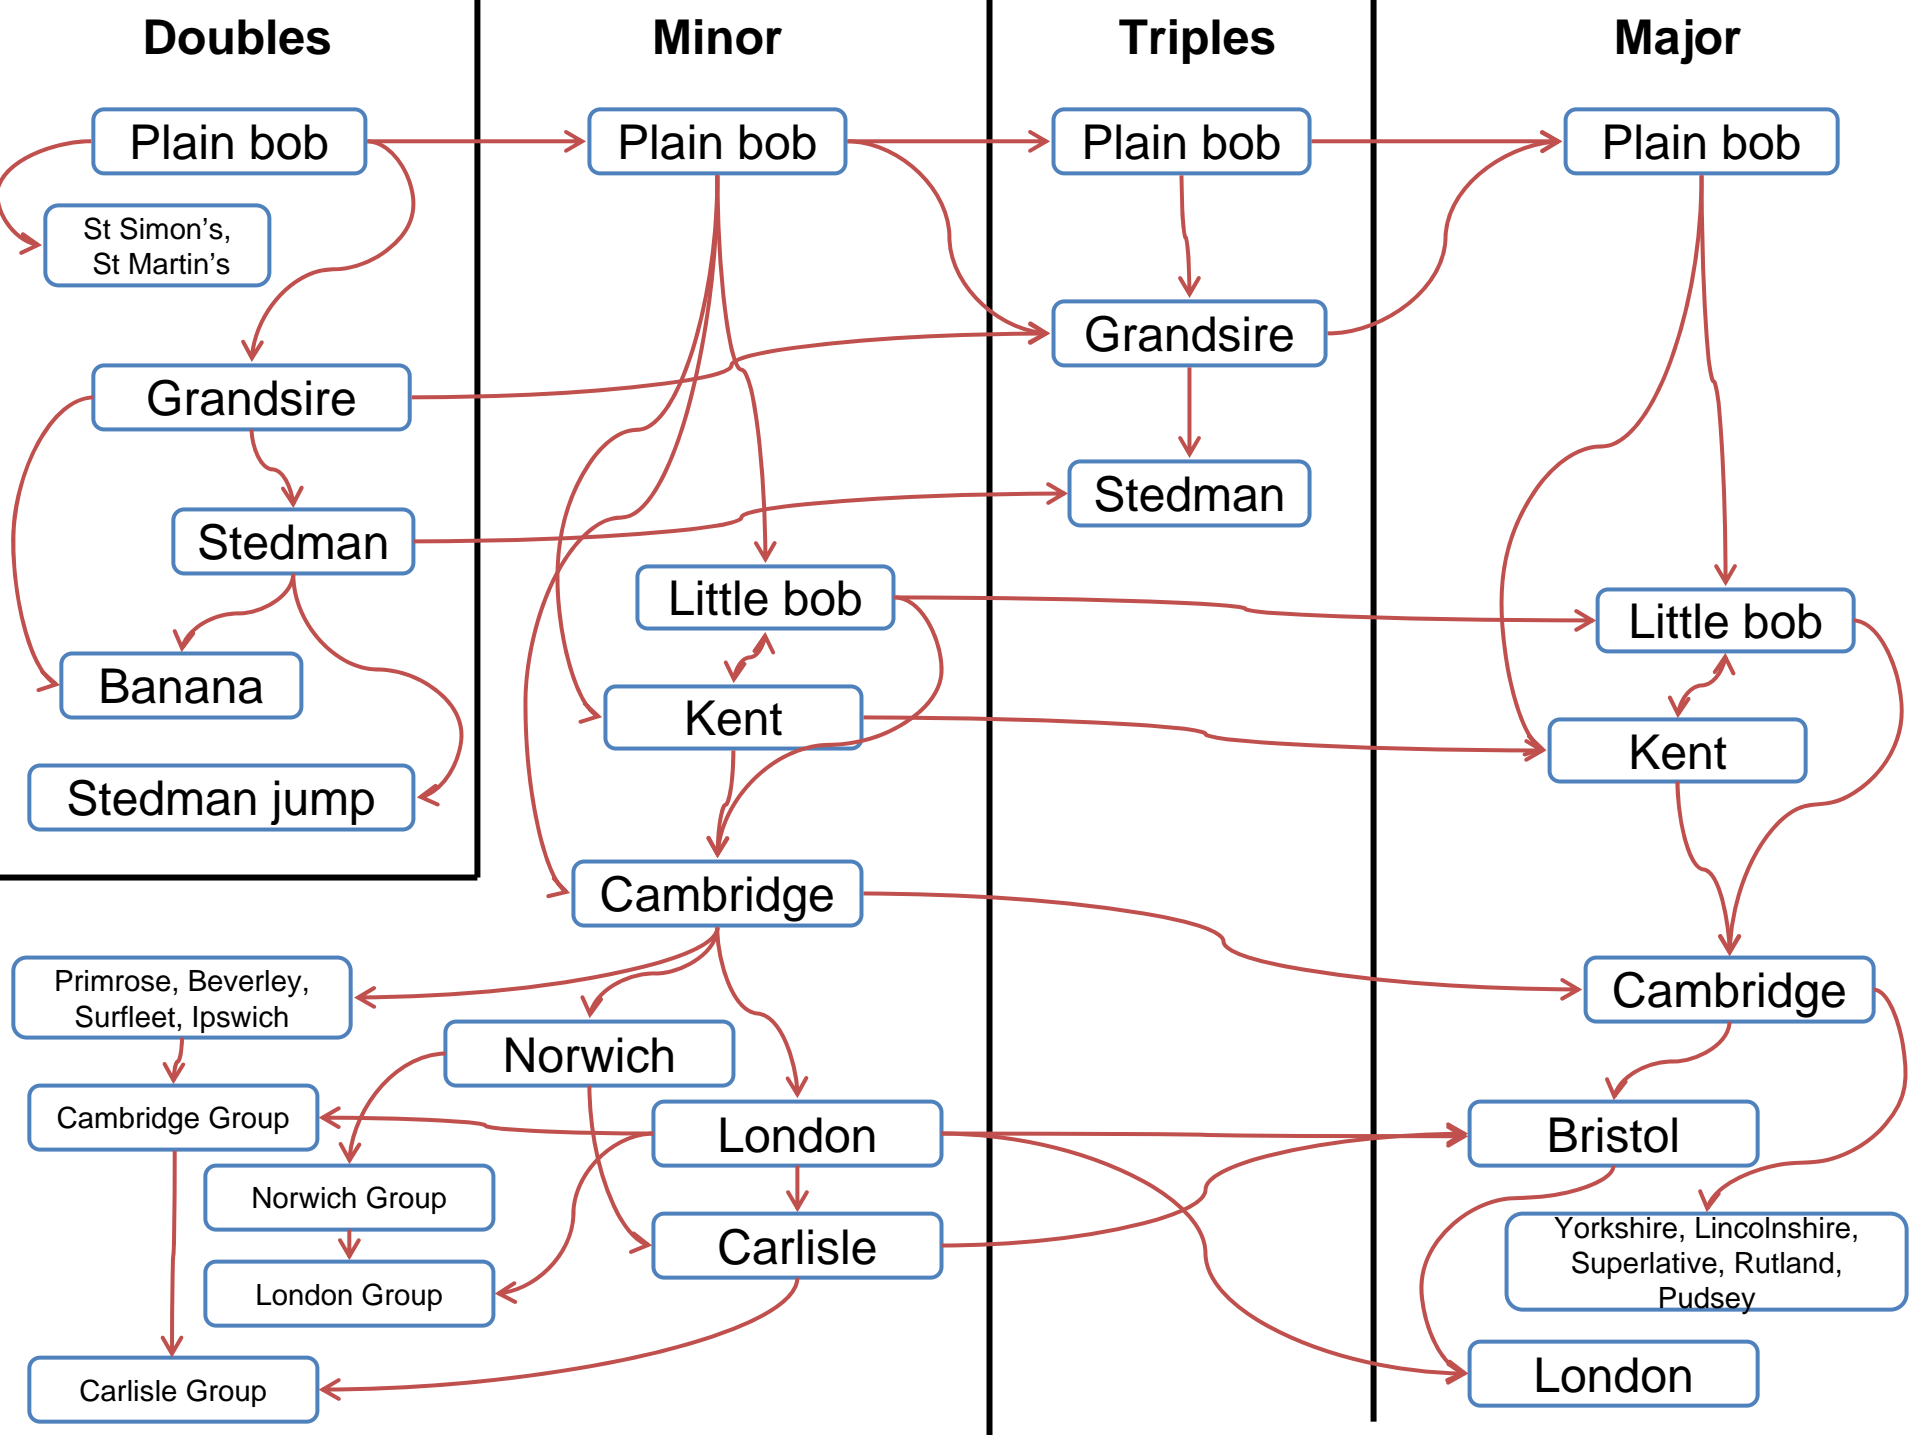 Doubles
Minor
Triples
Major
Plain bob
Plain bob
Plain bob
Plain bob
St Simon’s,
St Martin’s
Grandsire
Grandsire
Stedman
Stedman
Little bob
Little bob
Banana
Kent
Kent
Stedman jump
Cambridge
Primrose, Beverley,
Surfleet, Ipswich
Cambridge
Norwich
Cambridge Group
London
Bristol
Norwich Group
Carlisle
Yorkshire, Lincolnshire,
Superlative, Rutland,
Pudsey
London Group
Carlisle Group
London